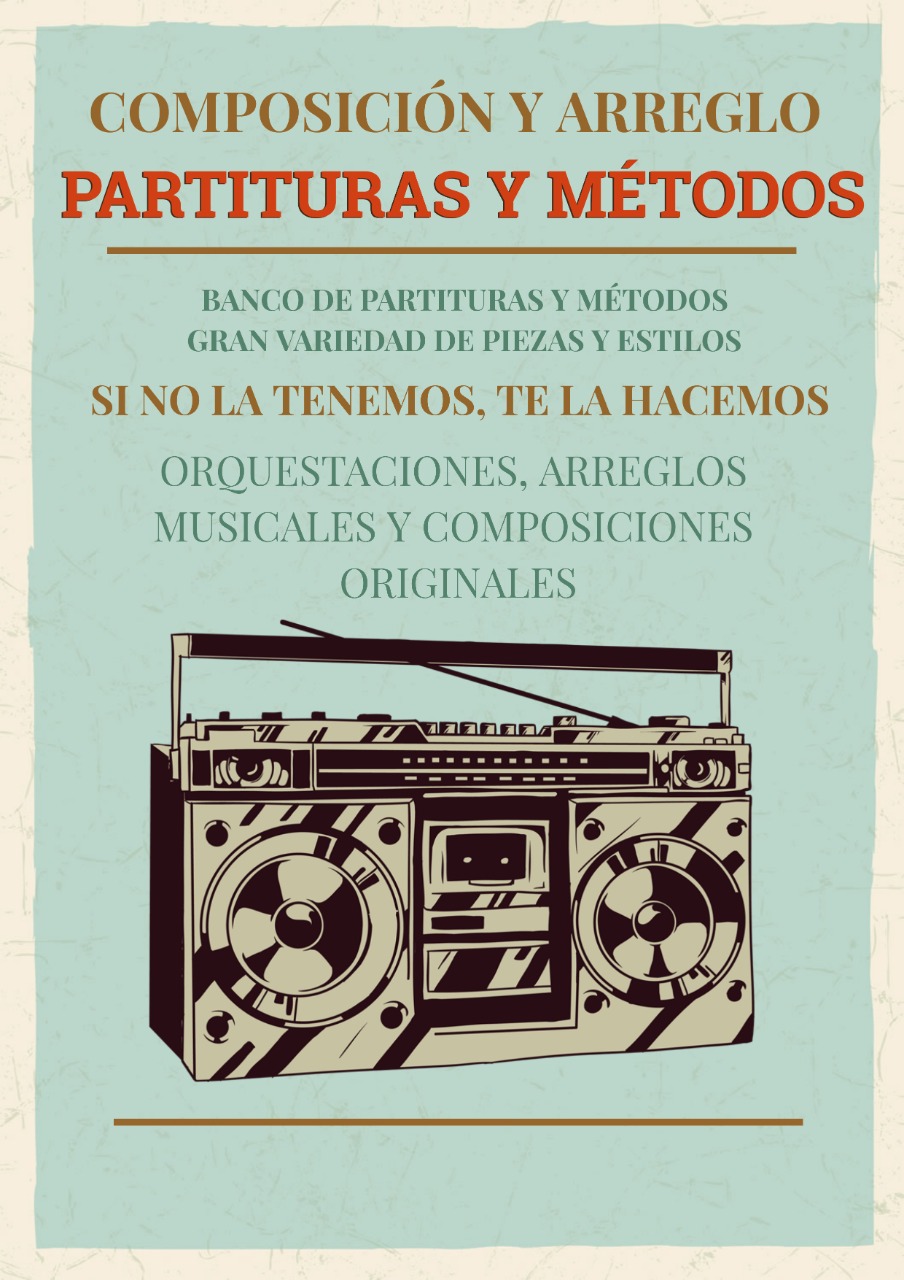 COMPOSICIÓN Y ARREGLO
PARTITURAS Y MÉTODOS
BANCO DE PARTITURAS Y MÉTODOS
GRAN VARIEDAD DE PIEZAS Y ESTILOS
SI NO LA TENEMOS, TE LA HACEMOS
ORQUESTACIONES, ARREGLOS
MUSICALES Y COMPOSICIONES
ORIGINALES